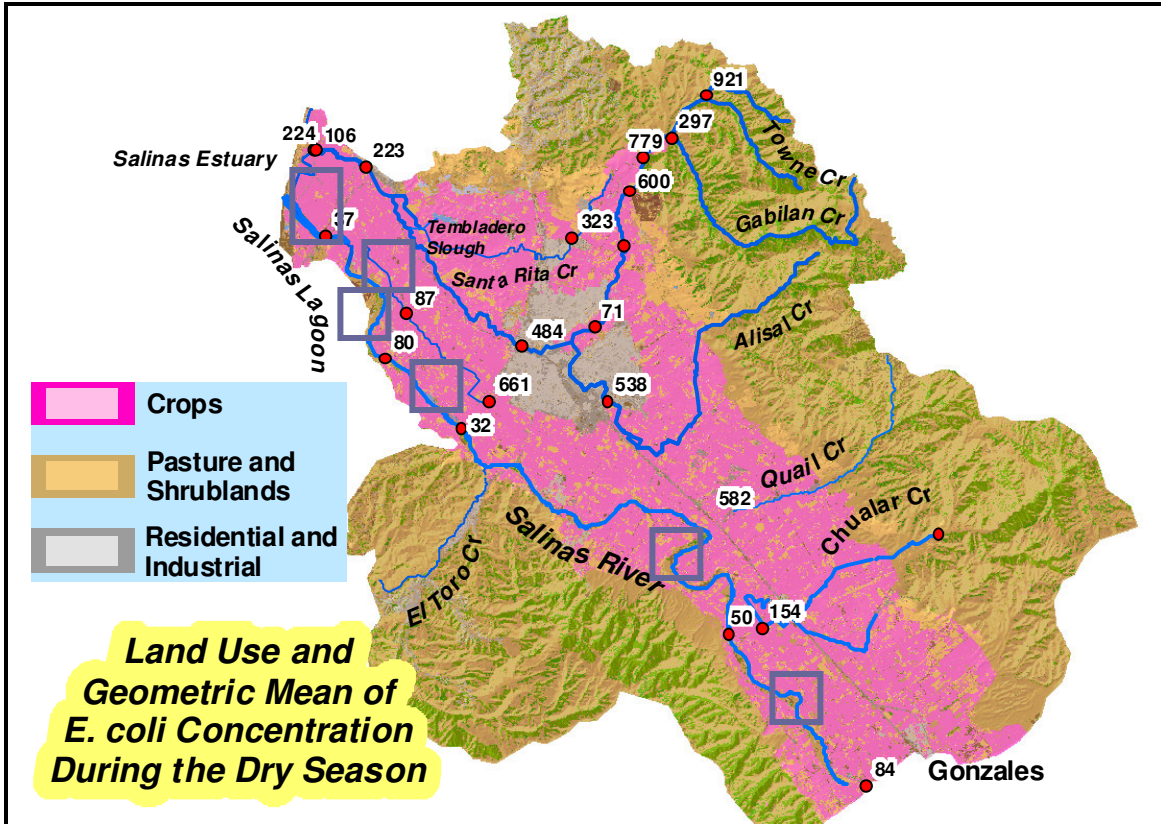 921
297
779
Towne Cr
600
224 106
223
Salinas Estuary
Gabilan Cr
37
323
Tembladero
Slough
Santa Rita Cr
Salinas Lagoon
87
71
484
Alisal Cr
80
661
538
32
Crops
Pasture and
Shrublands
Residential and
Industrial
Quail Cr
582
Chualar Cr
Salinas River
El Toro Cr
50
154
84
Gonzales
Land Use and
Geometric Mean of
E. coli Concentration
During the Dry Season